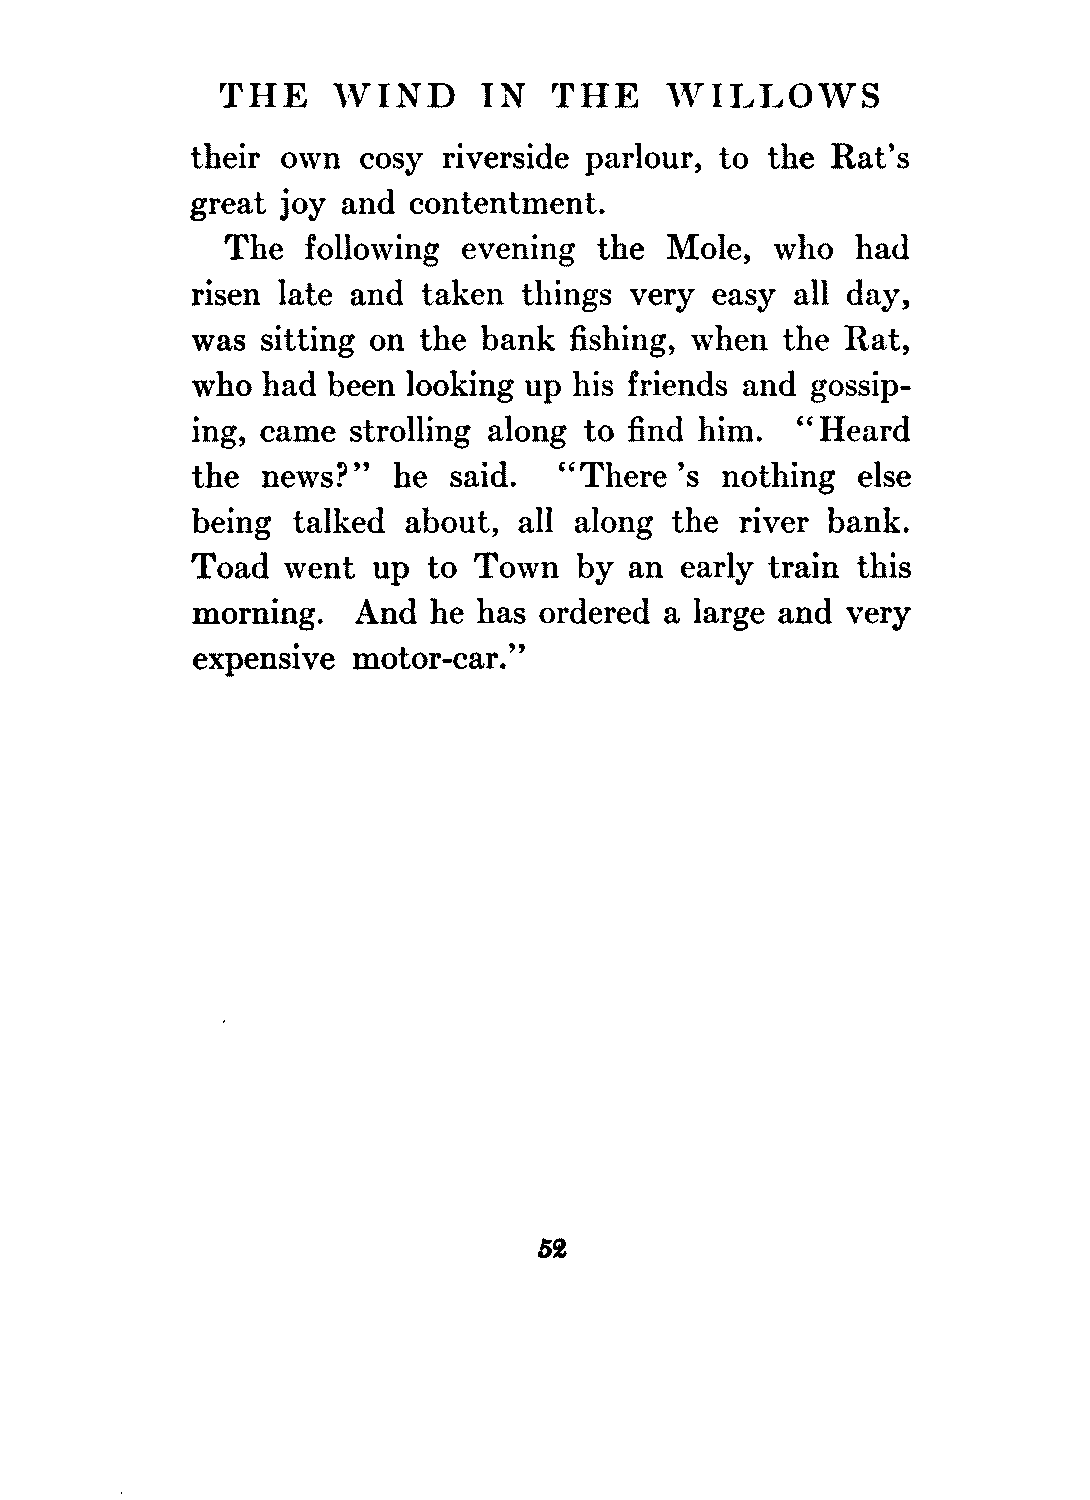 THE WIND IN THE WILLOWS
their own cosy riverside parlour, to the Rat's
great joy and contentment.
The following evening the Mole, who had
risen late and taken things very easy all day,
was sitting on the bank fishing, when the Rat,
who had been looking up his friends and gossip-
ing, came strolling along to find him. "Heard
the news?" he said. "There 's nothing else
being talked about, all along the river bank.
Toad went up to Town by an early train this
morning. And he has ordered a large and very
expensive motor-car."
52